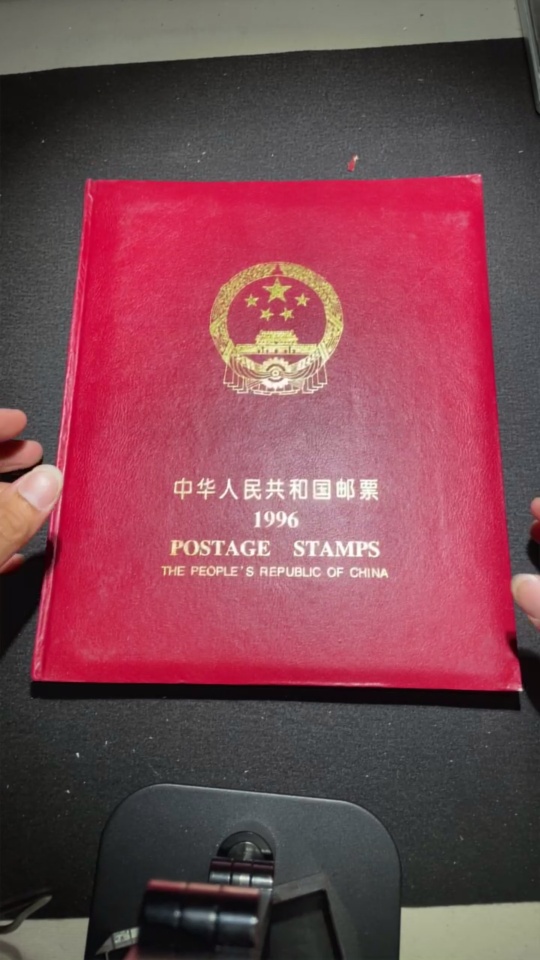 中华人民共和国邮票
1996
POSTAGE STAMPS
THE PEOPLE'S REPUBLIC OF CHINA